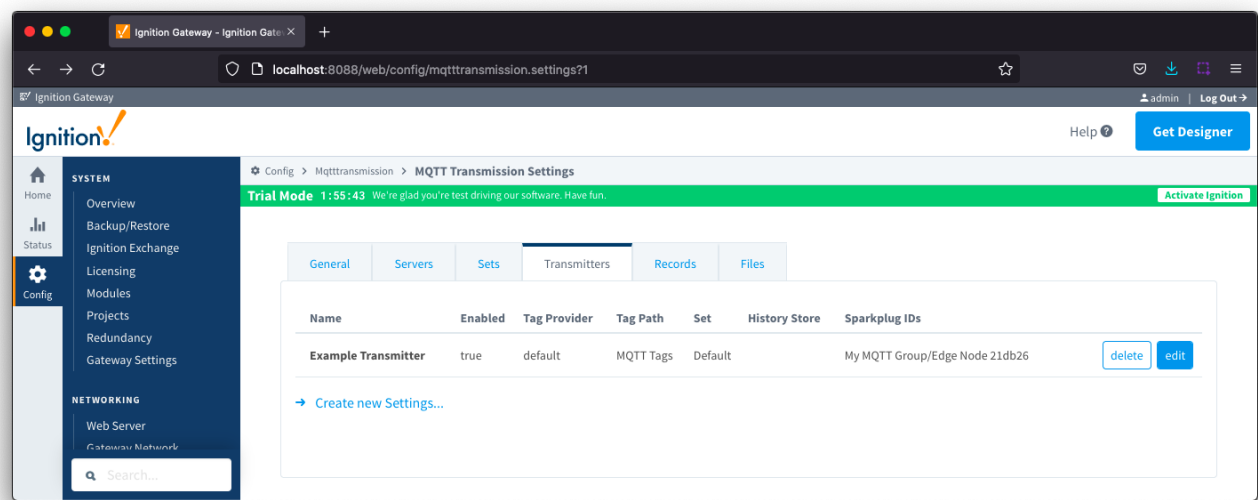 Ignition Gateway - Ignition Gate
localhost:8088/web/config/mqtttransmission.settings?1
Ignition Gateway
admin | Log Out
Ignition!
Help
Get Designer
Home
Status
Config
SYSTEM
Overview
Backup/Restore
Ignition Exchange
Licensing
Modules
Projects
Redundancy
Gateway Settings
NETWORKING
Web Server
Gateway Network
Search...
Config > Mqtttransmission > MQTT Transmission Settings
Trial Mode 1:55:43 We're glad you're test driving our software. Have fun.
Activate Ignition
General Servers Sets Transmitters Records Files
Name Enabled Tag Provider Tag Path Set History Store Sparkplug IDs
Example Transmitter true default MQTT Tags Default My MQTT Group/Edge Node 21db26 delete edit
Create new Settings...